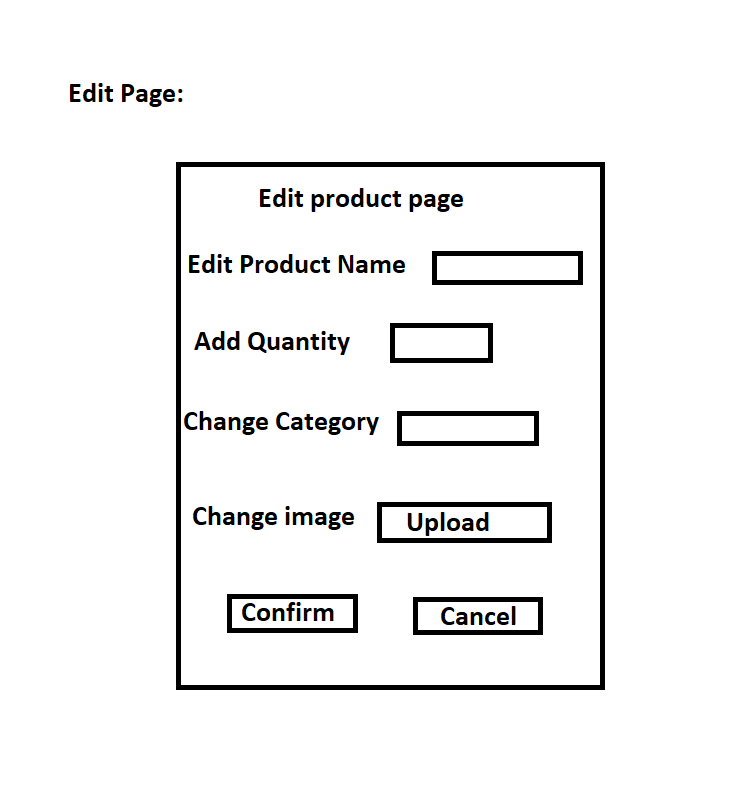 Edit Page:
Edit product page
Edit Product Name
Add Quantity
Change Category
Change image
Upload
Confirm
Cancel